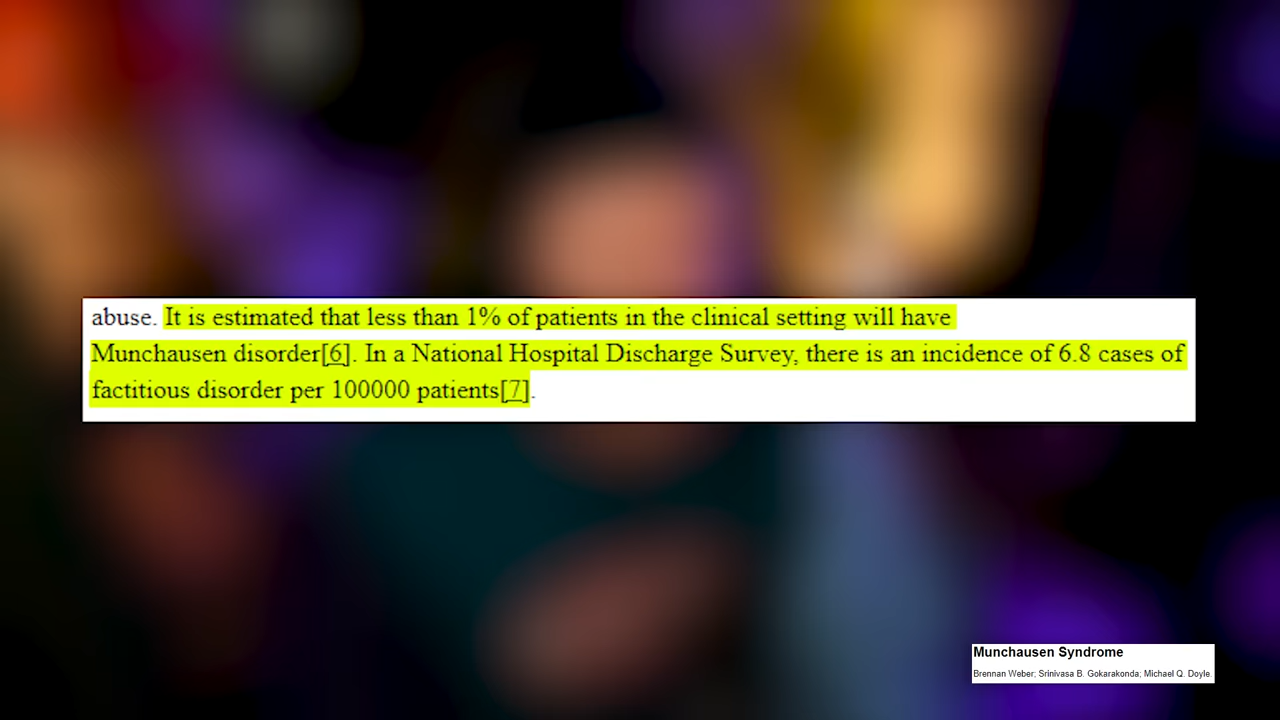 abuse. It is estimated that less than 1% of patients in the clinical setting will have
Munchausen disorder[6]. In a National Hospital Discharge Survey, there is an incidence of 6.8 cases of
factitious disorder per 100000 patients[7].
Munchausen Syndrome
Brennan Weber; Srinivasa B. Gokarakonda; Michael Q. Doyle.